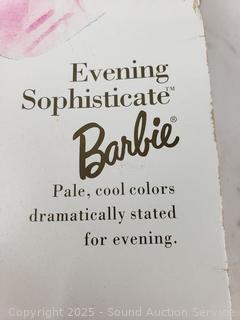 Evening
Sophisticate™
Barbie®
Pale, cool colors
dramatically stated
for evening.
Copyright 2025 - Sound Auction Service